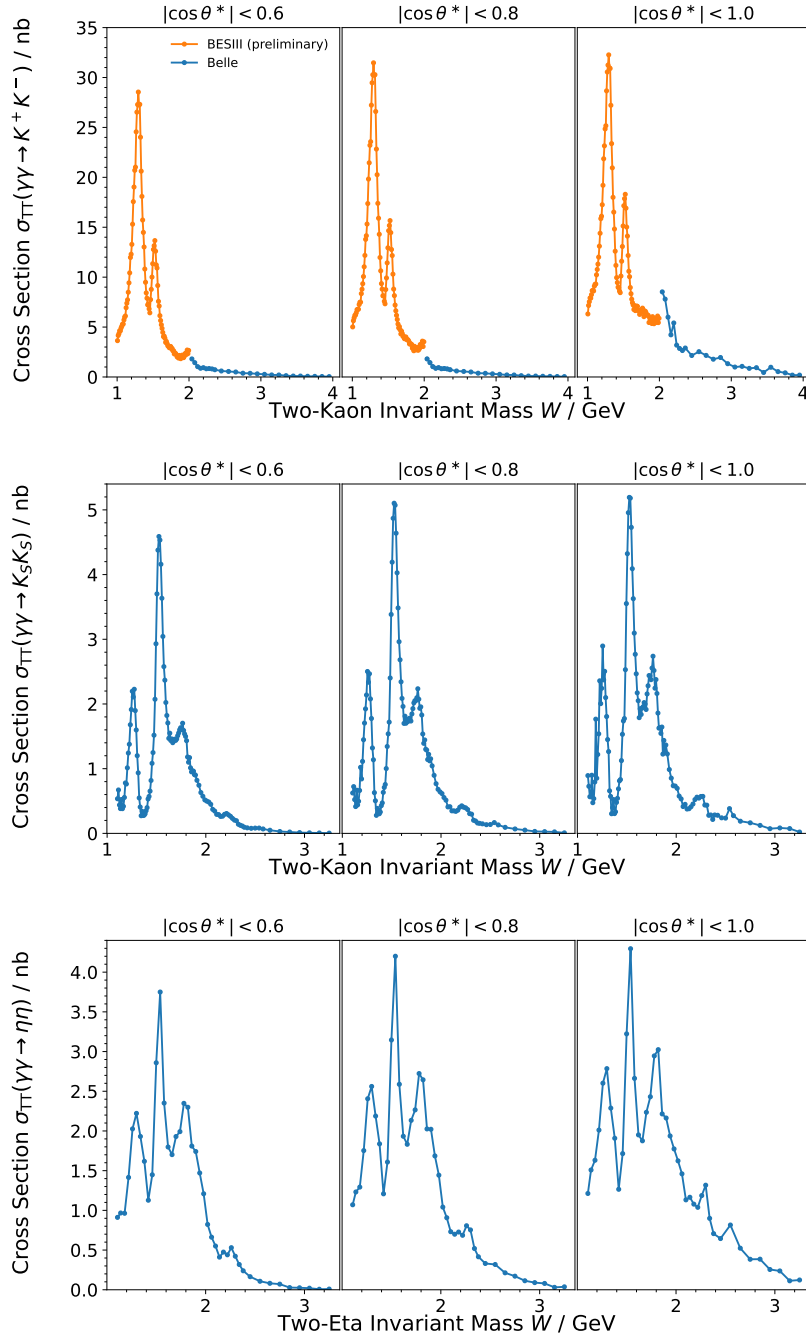 |cos θ*| < 0.6 |cos θ*| < 0.8 |cos θ*| < 1.0
Cross Section σ_TT(γγ→K⁺K⁻) / nb
35
30
25
20
15
10
5
0
BESIII (preliminary)
Belle
1 2 3 4 1 2 3 4 1 2 3 4
Two-Kaon Invariant Mass W / GeV
|cos θ*| < 0.6 |cos θ*| < 0.8 |cos θ*| < 1.0
Cross Section σ_TT(γγ→K_SK_S) / nb
5
4
3
2
1
0
1 2 3 1 2 3 1 2 3
Two-Kaon Invariant Mass W / GeV
|cos θ*| < 0.6 |cos θ*| < 0.8 |cos θ*| < 1.0
Cross Section σ_TT(γγ→ηη) / nb
4.0
3.5
3.0
2.5
2.0
1.5
1.0
0.5
0.0
2 3 2 3 2 3
Two-Eta Invariant Mass W / GeV